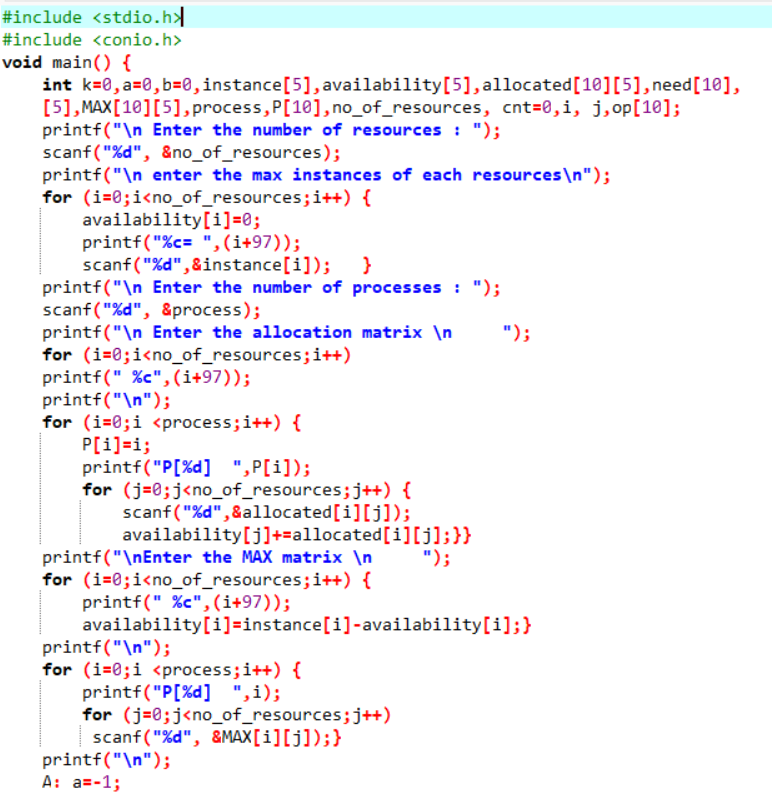 #include <stdio.h>
#include <conio.h>
void main() {
    int k=0,a=0,b=0,instance[5],availability[5],allocated[10][5],need[10],
    [5],MAX[10][5],process,P[10],no_of_resources, cnt=0,i, j,op[10];
    printf("\n Enter the number of resources : ");
    scanf("%d", &no_of_resources);
    printf("\n enter the max instances of each resources\n");
    for (i=0;i<no_of_resources;i++) {
        availability[i]=0;
        printf("%c= ",(i+97));
        scanf("%d",&instance[i]);   }
    printf("\n Enter the number of processes : ");
    scanf("%d", &process);
    printf("\n Enter the allocation matrix \n     ");
    for (i=0;i<no_of_resources;i++)
    printf(" %c",(i+97));
    printf("\n");
    for (i=0;i <process;i++) {
        P[i]=i;
        printf("P[%d]  ",P[i]);
        for (j=0;j<no_of_resources;j++) {
            scanf("%d",&allocated[i][j]);
            availability[j]+=allocated[i][j];}}
    printf("\nEnter the MAX matrix \n     ");
    for (i=0;i<no_of_resources;i++) {
        printf(" %c",(i+97));
        availability[i]=instance[i]-availability[i];}
    printf("\n");
    for (i=0;i <process;i++) {
        printf("P[%d]  ",i);
        for (j=0;j<no_of_resources;j++)
         scanf("%d", &MAX[i][j]);}
    printf("\n");
    A: a=-1;